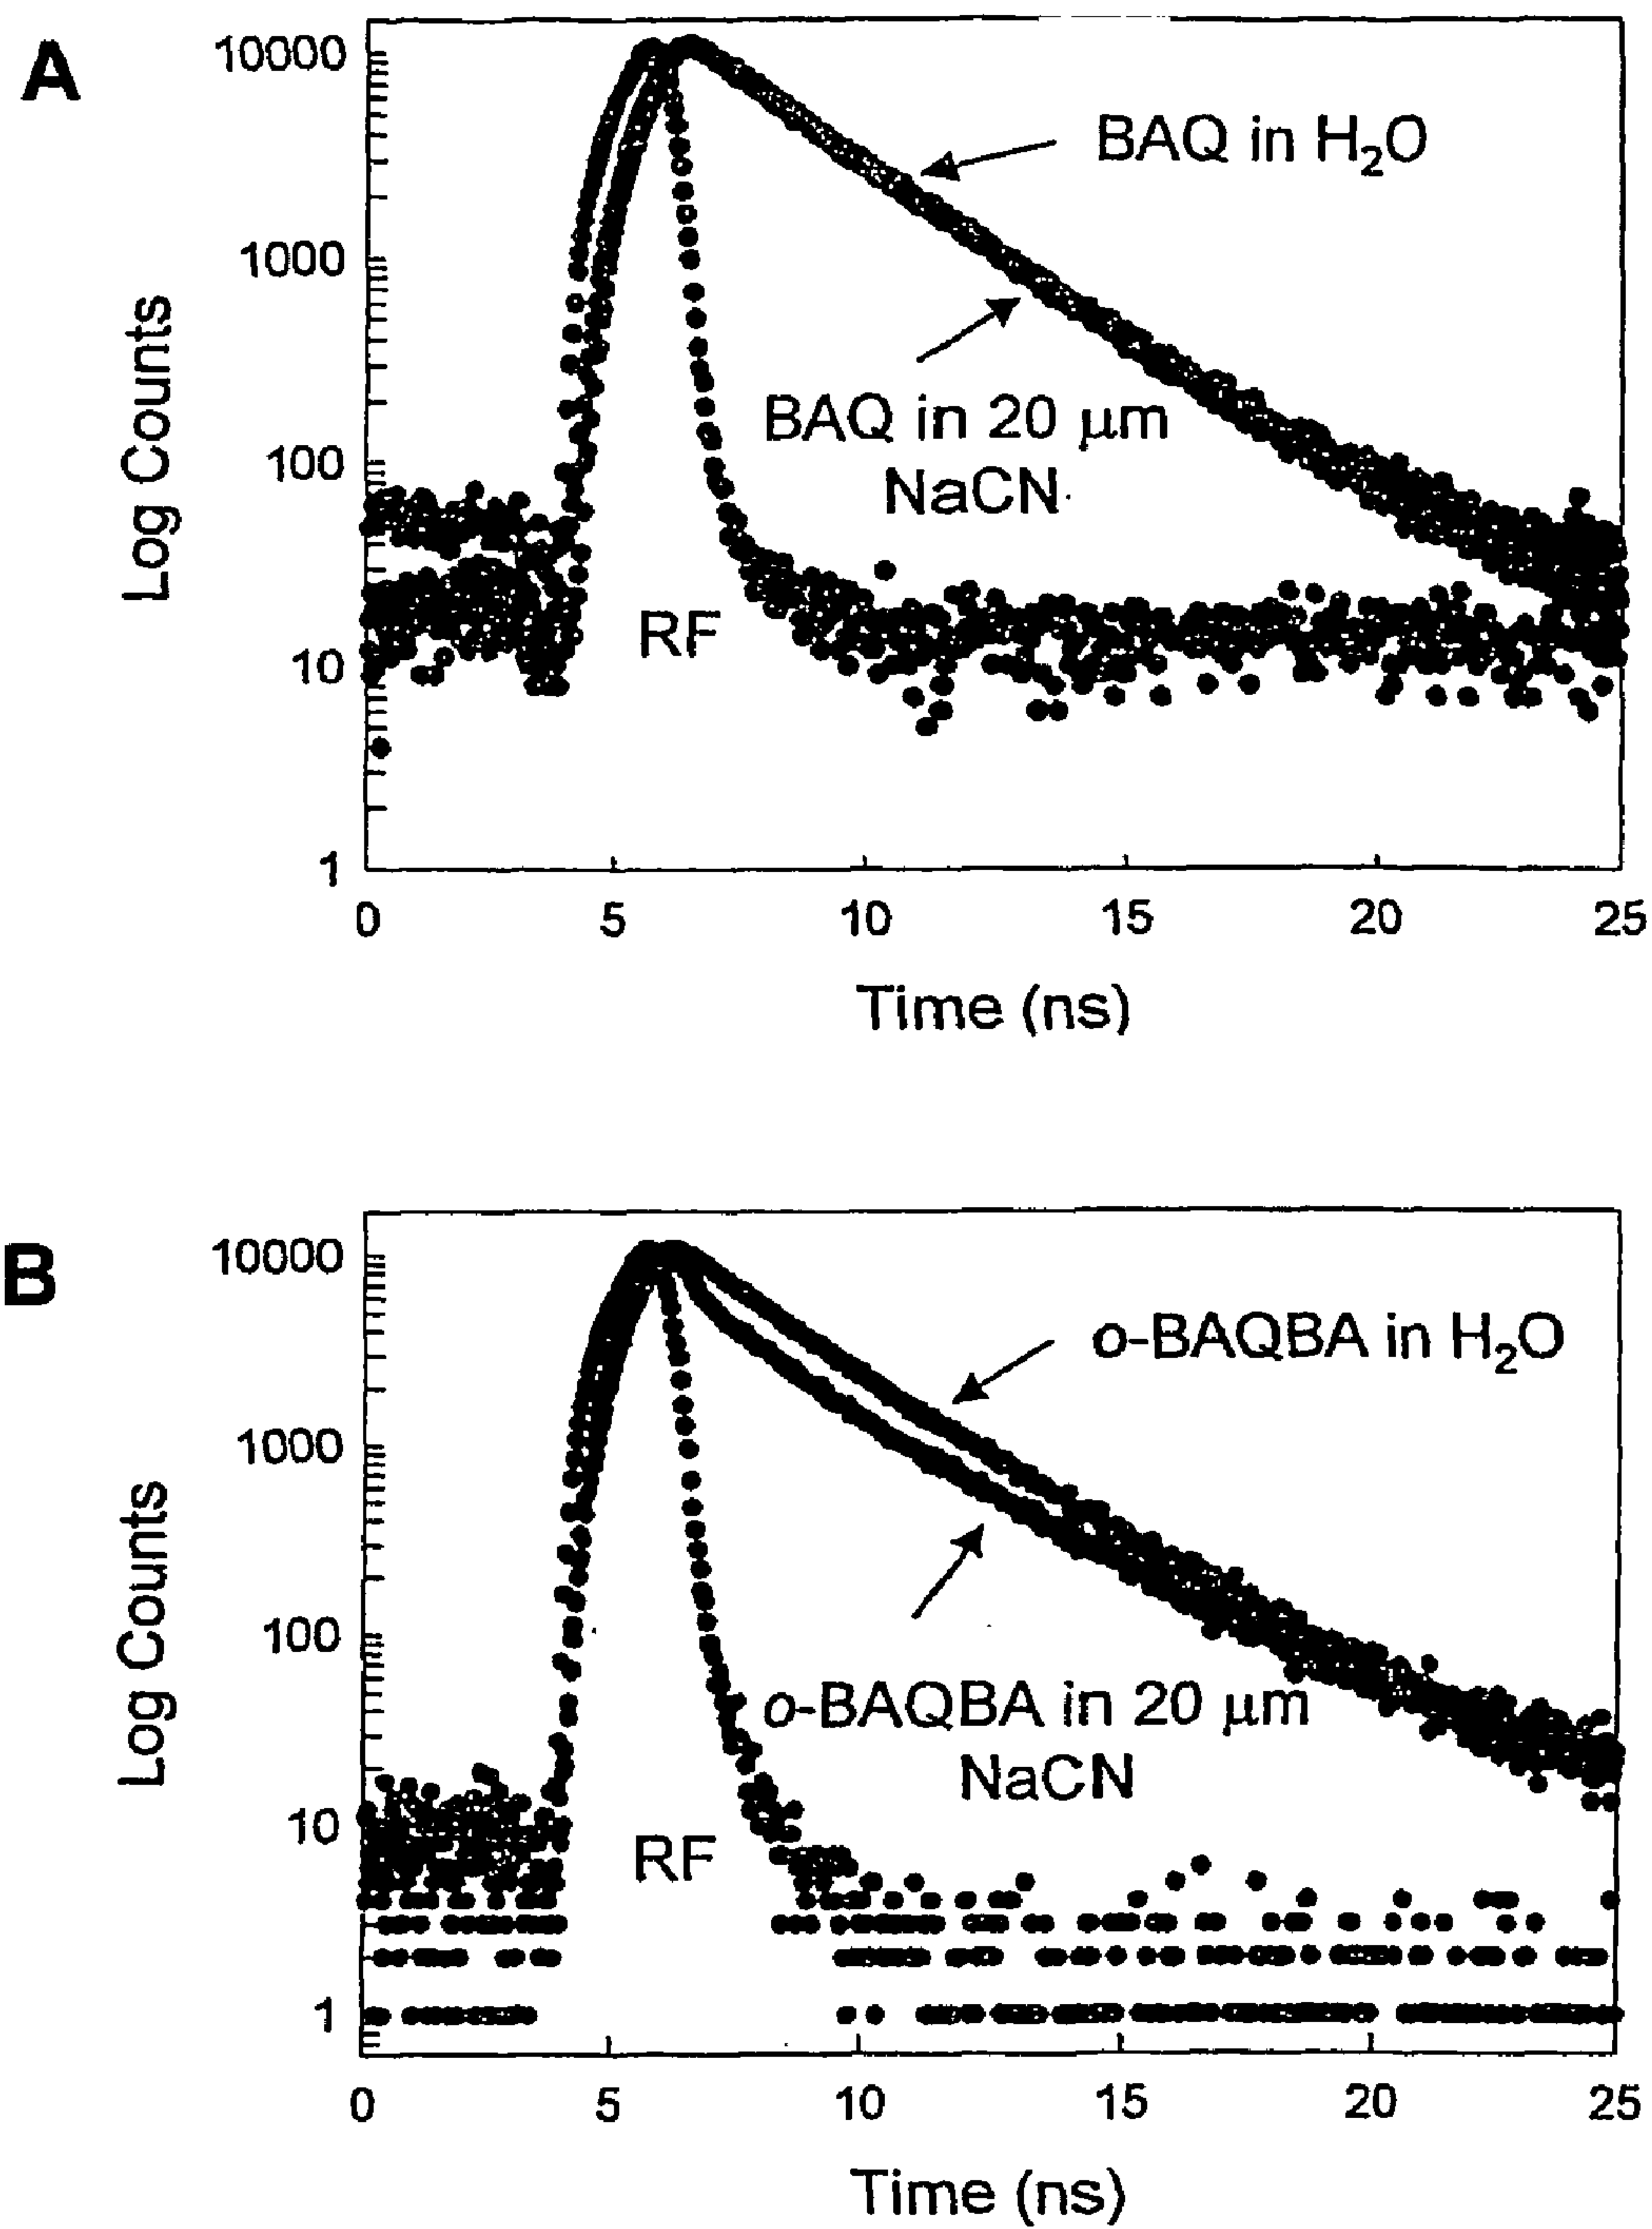 A
10000
1000
100
10
1
Log Counts
BAQ in H₂O
BAQ in 20 μm
NaCN
RF
0 5 10 15 20 25
Time (ns)
B
10000
1000
100
10
1
Log Counts
o-BAQBA in H₂O
o-BAQBA in 20 μm
NaCN
RF
0 5 10 15 20 25
Time (ns)